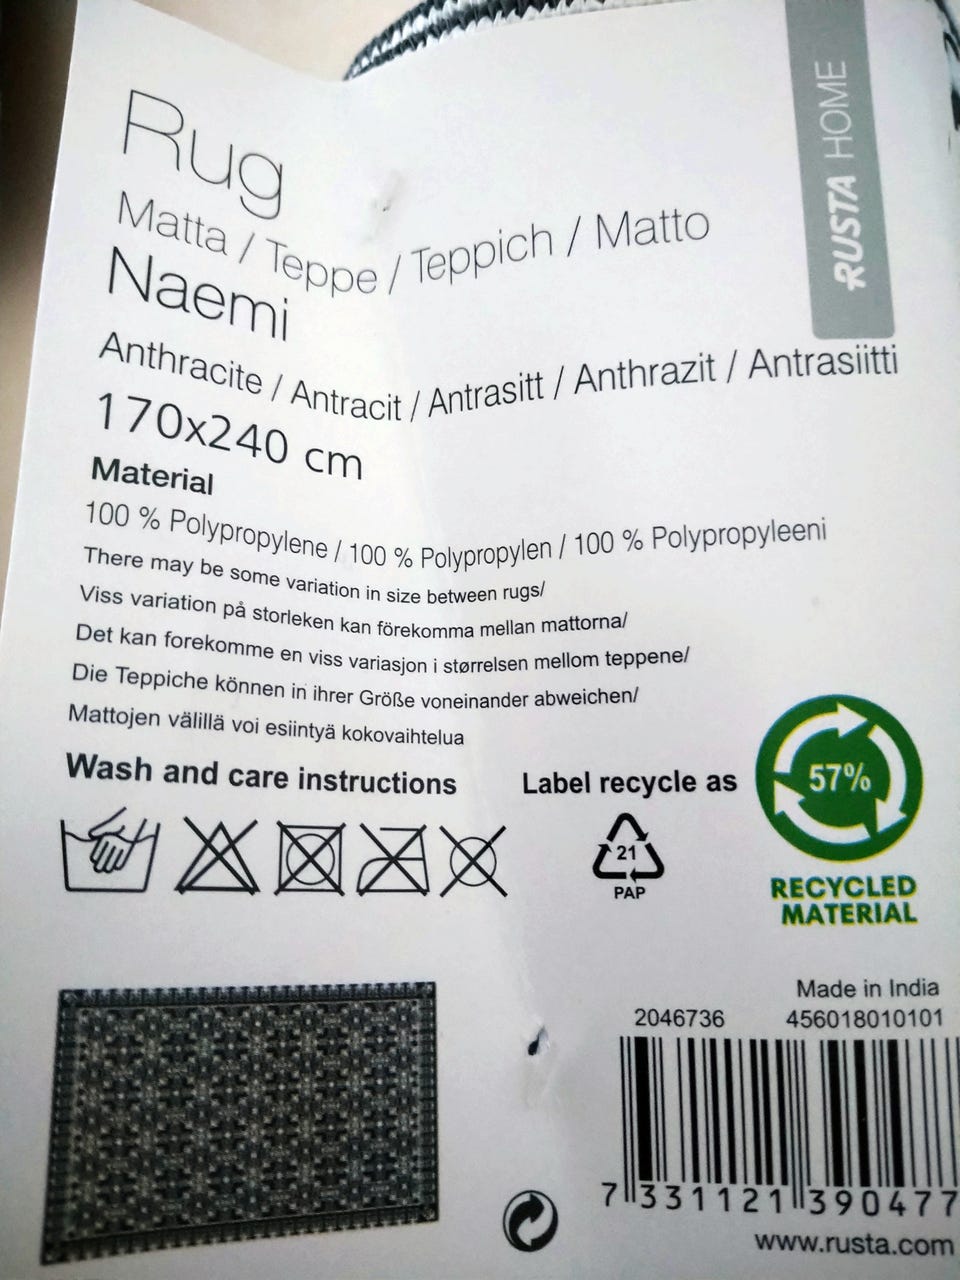 Rug
RUSTA HOME
Matta / Teppe / Teppich / Matto
Naemi
Anthracite / Antracit / Antrasitt / Anthrazit / Antrasiitti
170x240 cm
Material
100 % Polypropylene / 100 % Polypropylen / 100 % Polypropyleeni
There may be some variation in size between rugs/
Viss variation på storleken kan förekomma mellan mattorna/
Det kan forekomme en viss variasjon i størrelsen mellom teppene/
Die Teppiche können in ihrer Größe voneinander abweichen/
Mattojen välillä voi esiintyä kokovaihtelua
Wash and care instructions
Label recycle as
21
PAP
57%
RECYCLED
MATERIAL
Made in India
2046736 456018010101
7 331121 390477
www.rusta.com